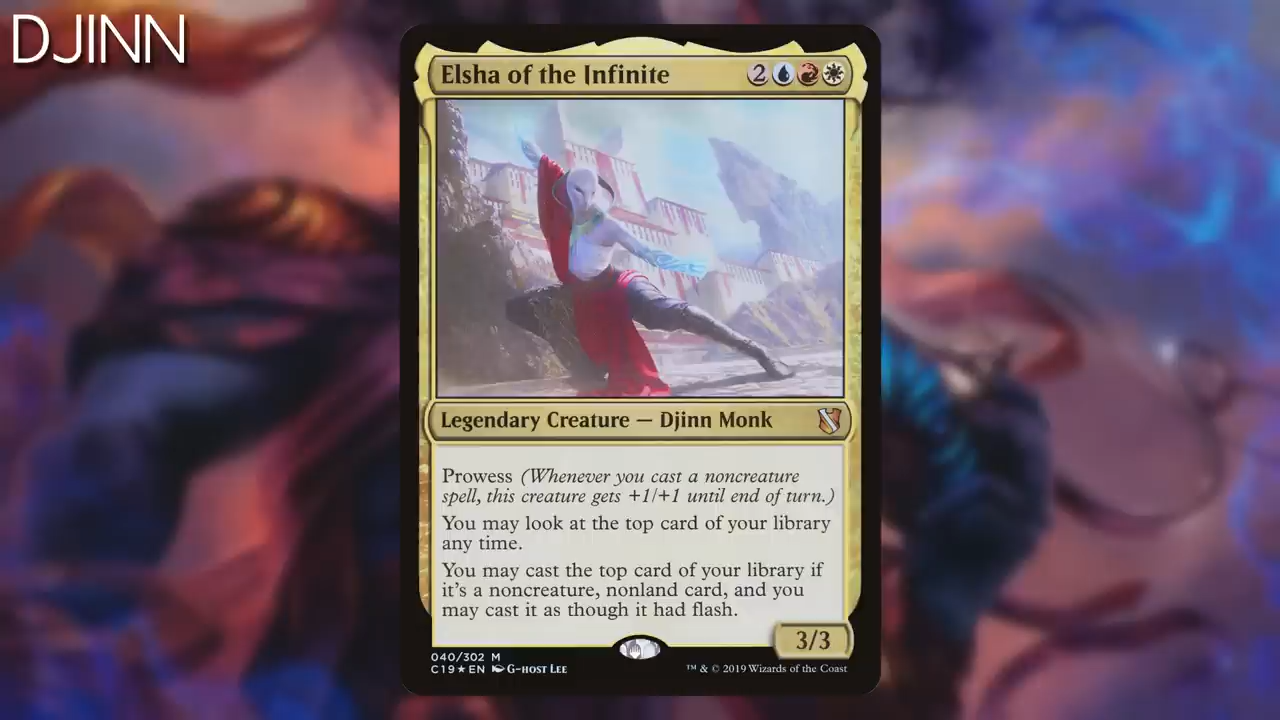 DJINN
Elsha of the Infinite 2
Legendary Creature — Djinn Monk
Prowess (Whenever you cast a noncreature
spell, this creature gets +1/+1 until end of turn.)
You may look at the top card of your library
any time.
You may cast the top card of your library if
it's a noncreature, nonland card, and you
may cast it as though it had flash.
3/3
040/302 M
C19★EN G-HOST LEE
™ & © 2019 Wizards of the Coast